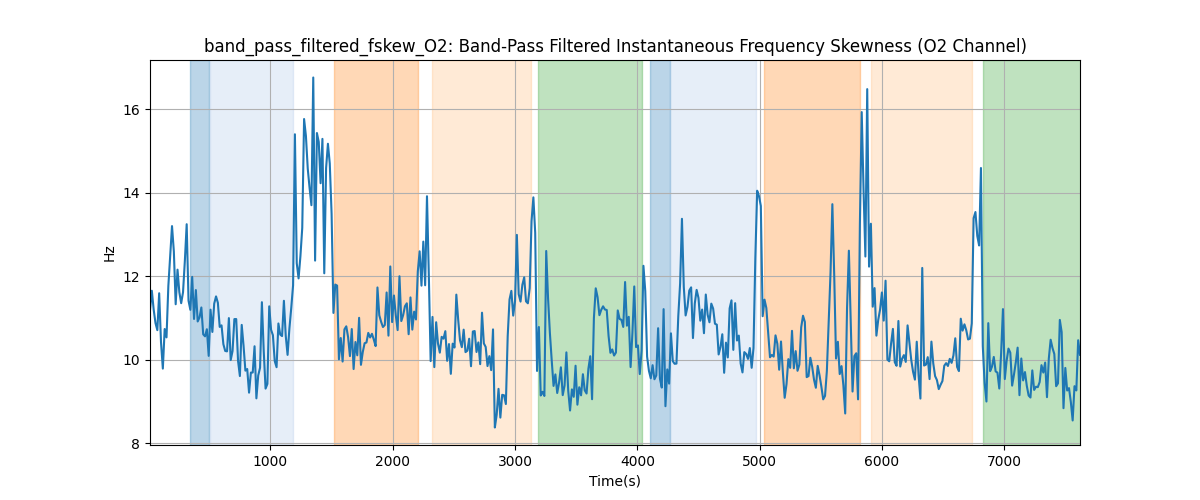 band_pass_filtered_fskew_O2: Band-Pass Filtered Instantaneous Frequency Skewness (O2 Channel)
16
14
12
10
8
Hz
1000 2000 3000 4000 5000 6000 7000
Time(s)